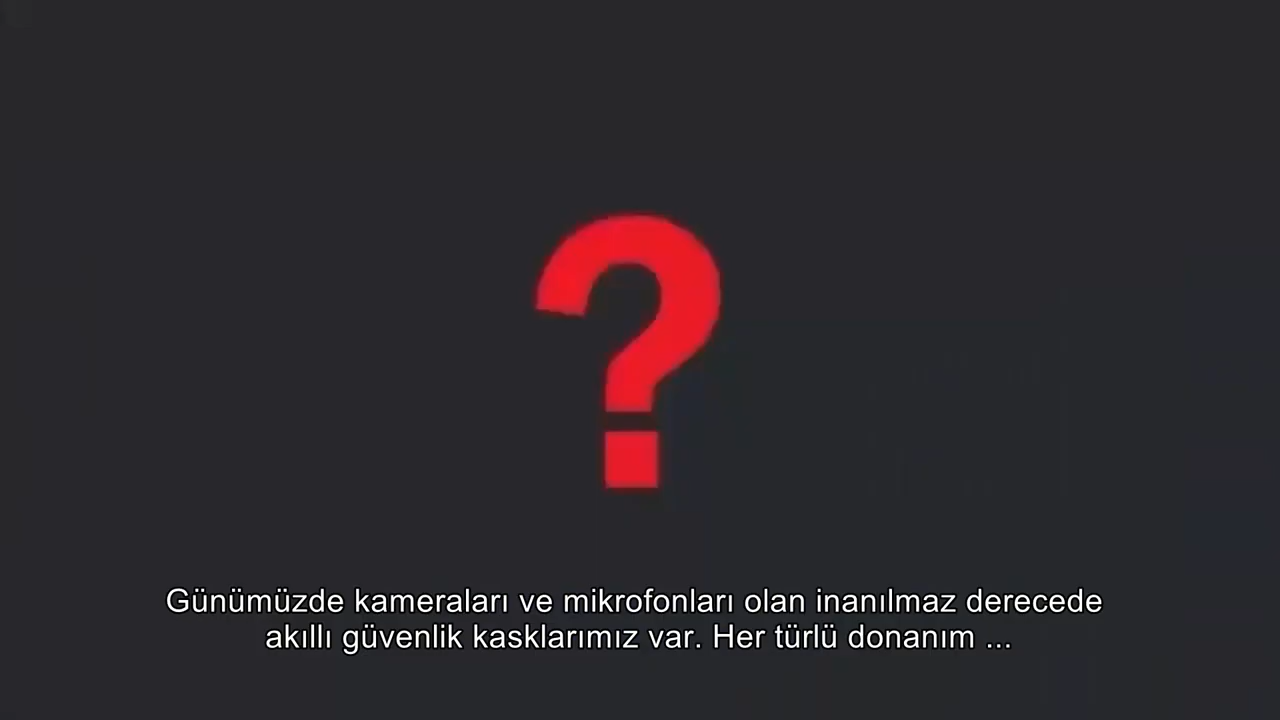 ?
Günümüzde kameraları ve mikrofonları olan inanılmaz derecede
akıllı güvenlik kasklarımız var. Her türlü donanım ...